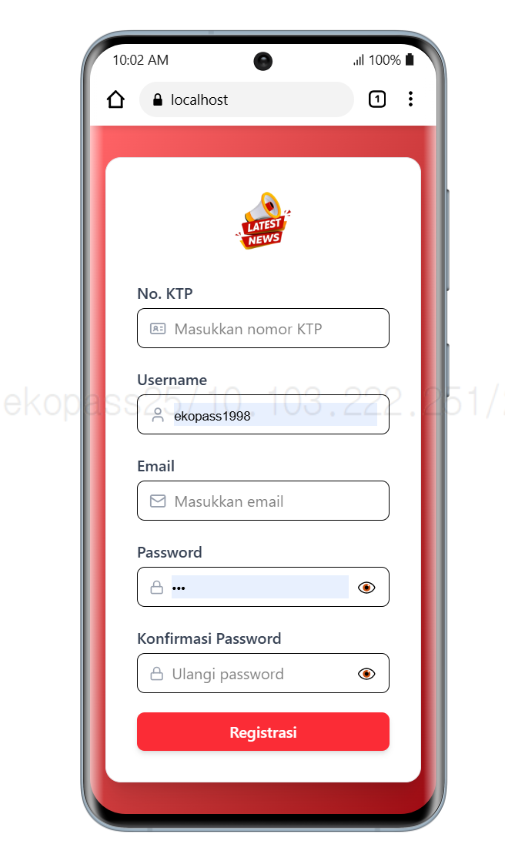 10:02 AM
100%
localhost
1
LATEST
NEWS
No. KTP
Masukkan nomor KTP
Username
ekopass25/10.103.222.251/
ekopass1998
Email
Masukkan email
Password
•••
Konfirmasi Password
Ulangi password
Registrasi